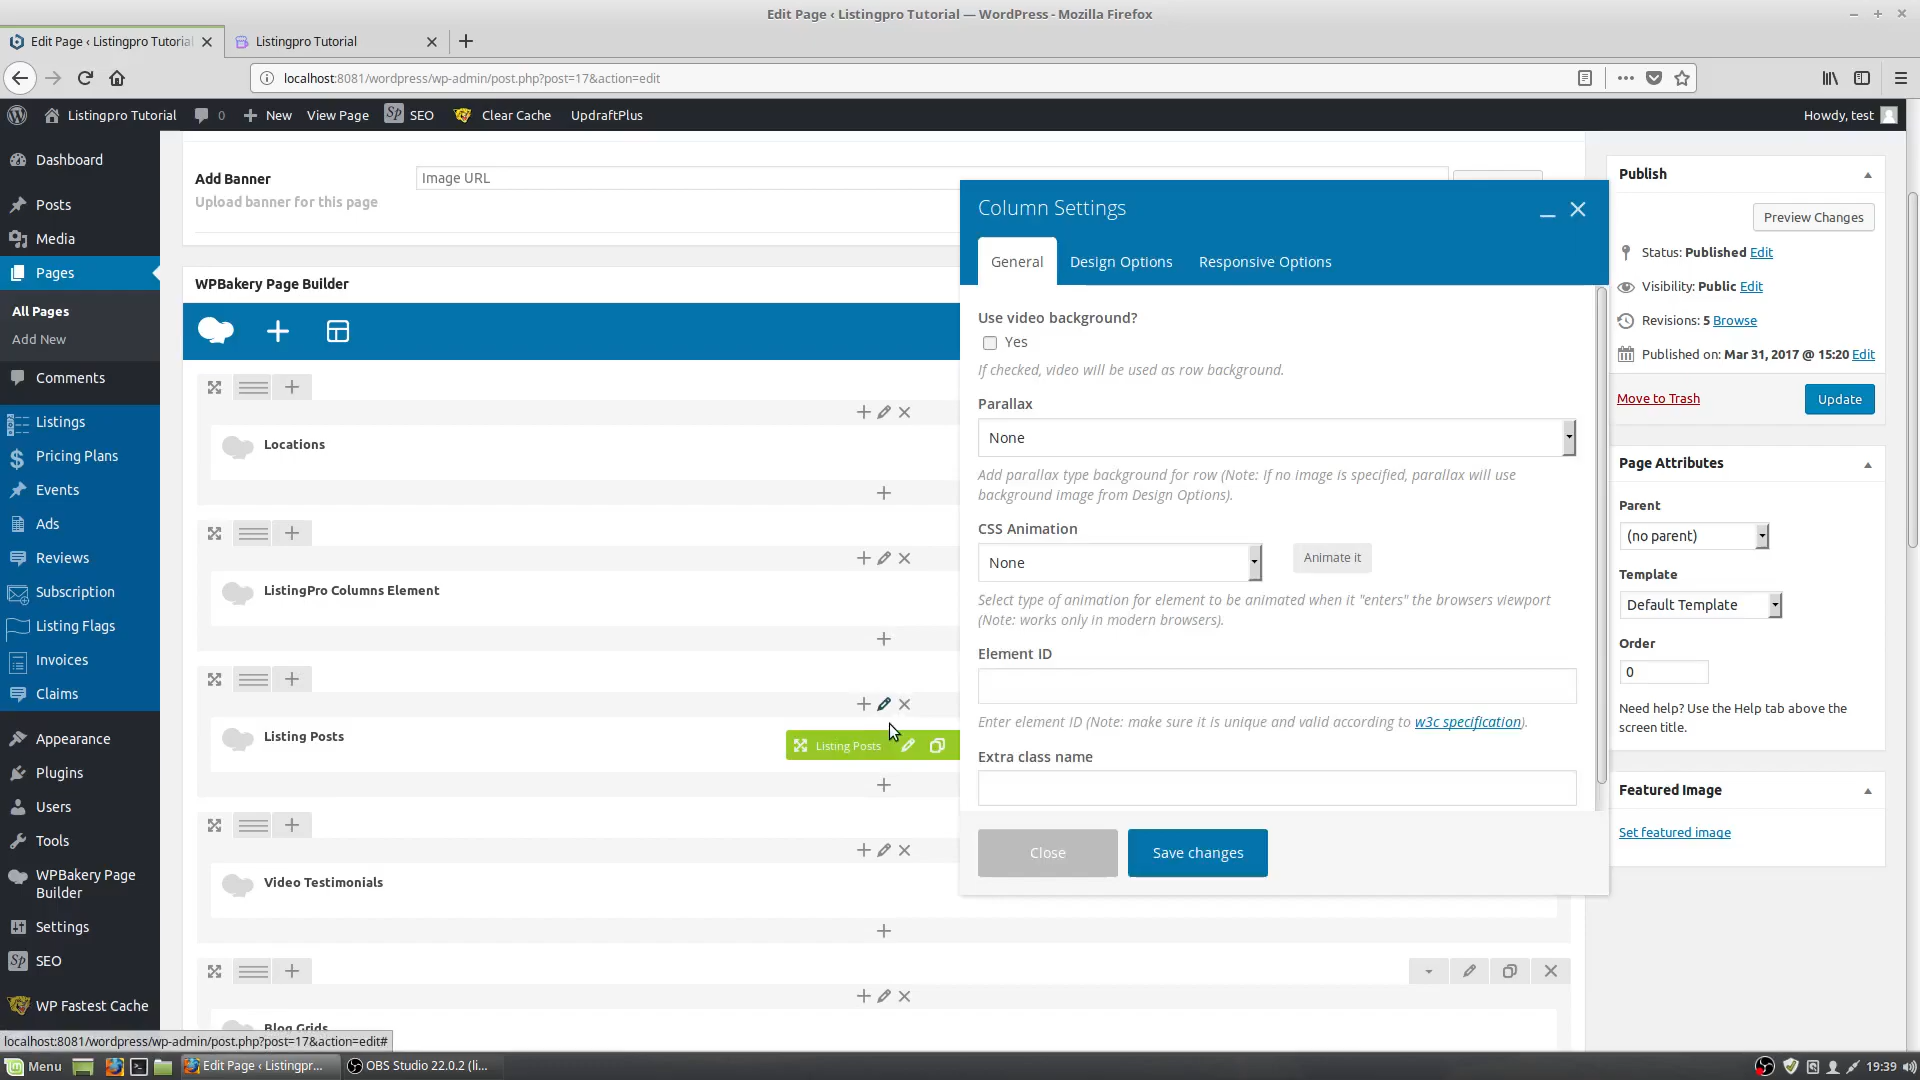 Edit Page ‹ Listingpro Tutorial — WordPress - Mozilla Firefox
Edit Page ‹ Listingpro Tutorial
Listingpro Tutorial
localhost:8081/wordpress/wp-admin/post.php?post=17&action=edit
Listingpro Tutorial
0
New
View Page
Sp SEO
Clear Cache
UpdraftPlus
Howdy, test
Dashboard
Posts
Media
Pages
All Pages
Add New
Comments
Listings
Pricing Plans
Events
Ads
Reviews
Subscription
Listing Flags
Invoices
Claims
Appearance
Plugins
Users
Tools
WPBakery Page
Builder
Settings
Sp SEO
WP Fastest Cache
Add Banner
Image URL
Upload banner for this page
WPBakery Page Builder
Locations
ListingPro Columns Element
Listing Posts
Listing Posts
Video Testimonials
Blog Grids
Column Settings
General
Design Options
Responsive Options
Use video background?
Yes
If checked, video will be used as row background.
Parallax
None
Add parallax type background for row (Note: If no image is specified, parallax will use
background image from Design Options).
CSS Animation
None
Animate it
Select type of animation for element to be animated when it "enters" the browsers viewport
(Note: works only in modern browsers).
Element ID
Enter element ID (Note: make sure it is unique and valid according to w3c specification).
Extra class name
Close
Save changes
Publish
Preview Changes
Status: Published Edit
Visibility: Public Edit
Revisions: 5 Browse
Published on: Mar 31, 2017 @ 15:20 Edit
Move to Trash
Update
Page Attributes
Parent
(no parent)
Template
Default Template
Order
0
Need help? Use the Help tab above the
screen title.
Featured Image
Set featured image
localhost:8081/wordpress/wp-admin/post.php?post=17&action=edit#
Menu
Edit Page ‹ Listingpr...
OBS Studio 22.0.2 (li...
19:39